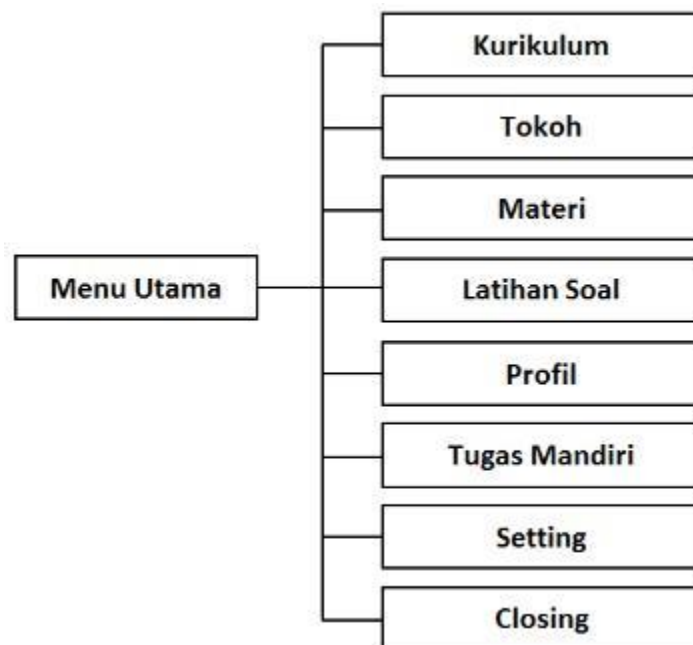 Kurikulum
Tokoh
Materi
Menu Utama
Latihan Soal
Profil
Tugas Mandiri
Setting
Closing